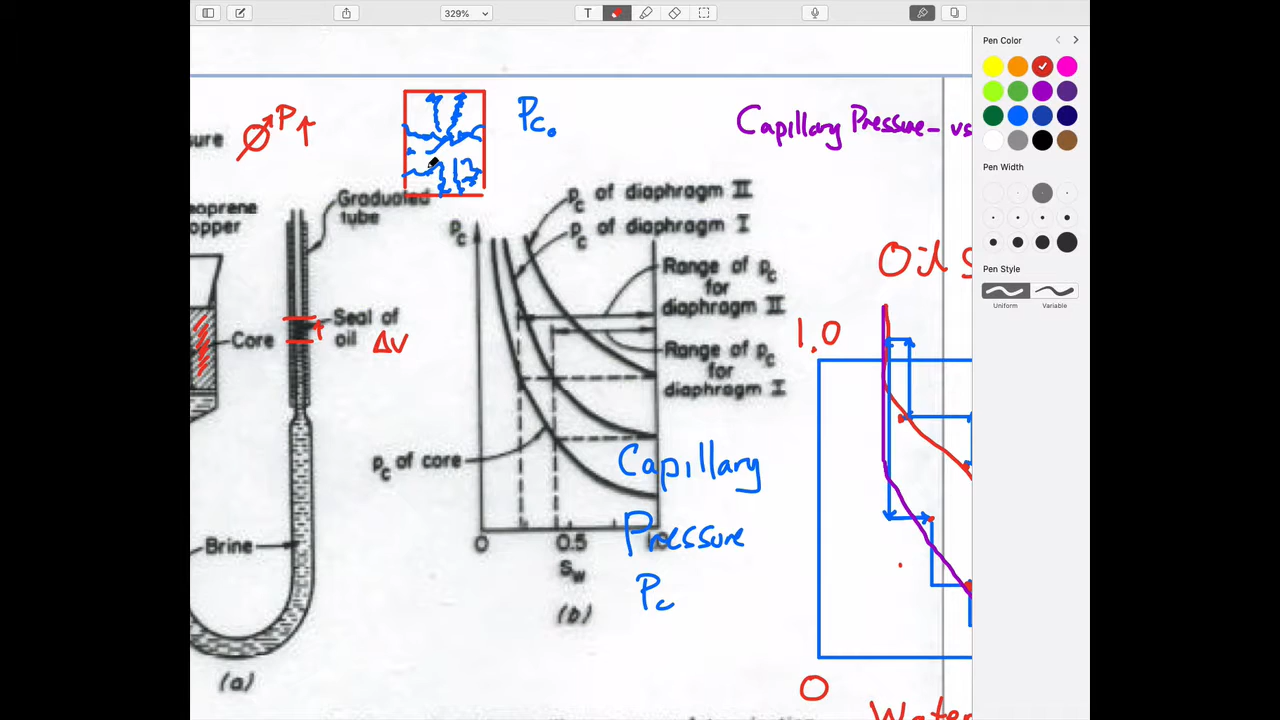 329%
T
Pen Color
Pen Width
Pen Style
Uniform
Variable
P
Pc.
Capillary Pressure - vs
sure
Graduated
tube
eoprene
opper
Seal of
oil
Core
ΔV
Brine
(a)
Pc
Pc of diaphragm II
Pc of diaphragm I
Range of Pc
for
diaphragm II
Range of Pc
for
diaphragm I
Pc of core
0
0.5
Sw
(b)
Capillary
Pressure
Pc
Oil S
1.0
0
Water